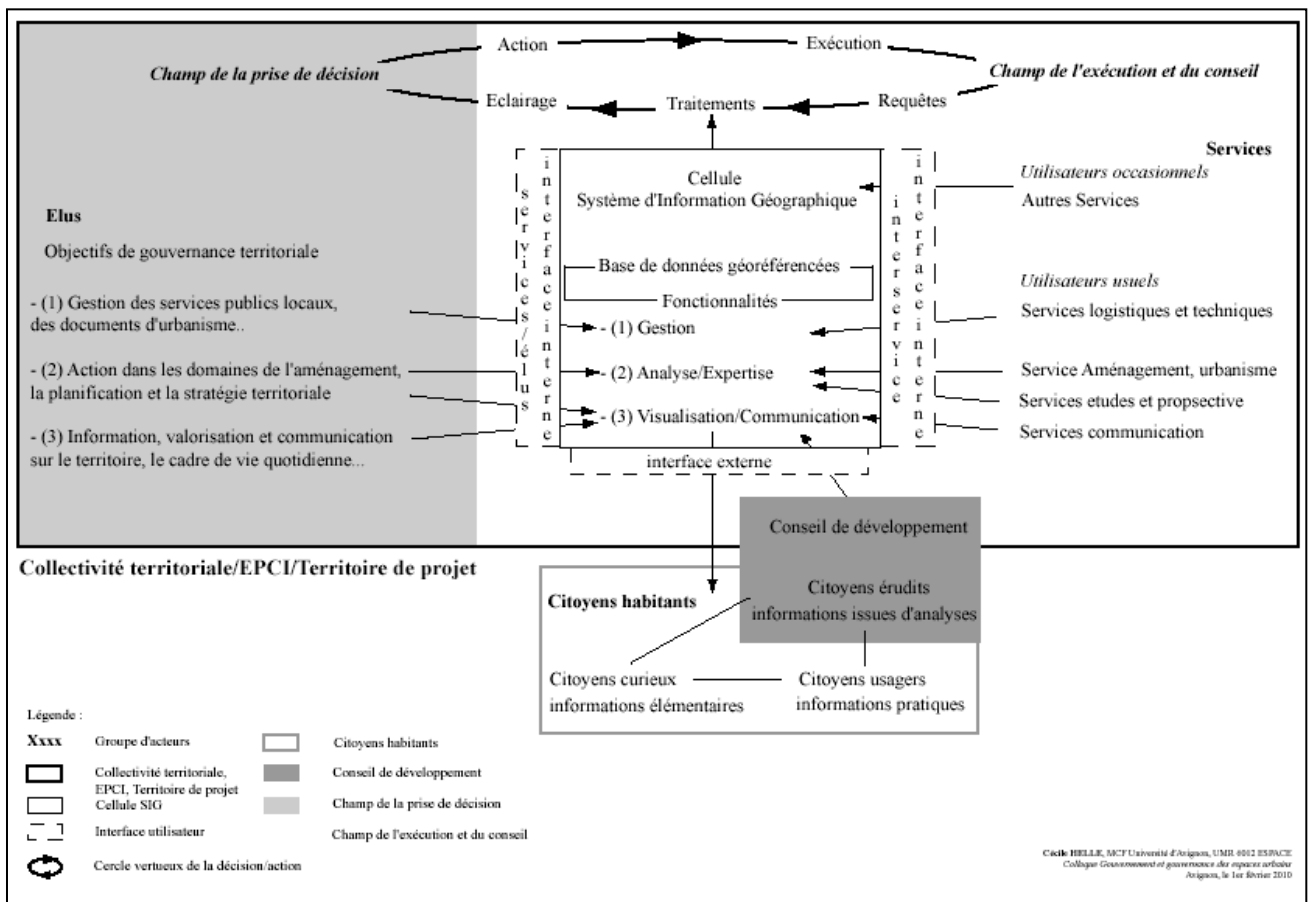 Action
Exécution
Champ de la prise de décision
Champ de l'exécution et du conseil
Eclairage
Traitements
Requêtes
Services
Elus
Objectifs de gouvernance territoriale
- (1) Gestion des services publics locaux,
des documents d'urbanisme..
- (2) Action dans les domaines de l'aménagement,
la planification et la stratégie territoriale
- (3) Information, valorisation et communication
sur le territoire, le cadre de vie quotidienne...
services/élus
interface interne
Cellule
Système d'Information Géographique
Base de données géoréférencées
Fonctionnalités
- (1) Gestion
- (2) Analyse/Expertise
- (3) Visualisation/Communication
interface externe
interservice
interface interne
Utilisateurs occasionnels
Autres Services
Utilisateurs usuels
Services logistiques et techniques
Service Aménagement, urbanisme
Services etudes et propsective
Services communication
Conseil de développement
Collectivité territoriale/EPCI/Territoire de projet
Citoyens habitants
Citoyens érudits
informations issues d'analyses
Citoyens curieux
informations élémentaires
Citoyens usagers
informations pratiques
Légende :
Xxxx Groupe d'acteurs
Collectivité territoriale,
EPCI, Territoire de projet
Cellule SIG
Interface utilisateur
Cercle vertueux de la décision/action
Citoyens habitants
Conseil de développement
Champ de la prise de décision
Champ de l'exécution et du conseil
Cécile HELLE, MCF Université d'Avignon, UMR 6012 ESPACE
Colloque Gouvernement et gouvernance des espaces urbains
Avignon, le 1er février 2010